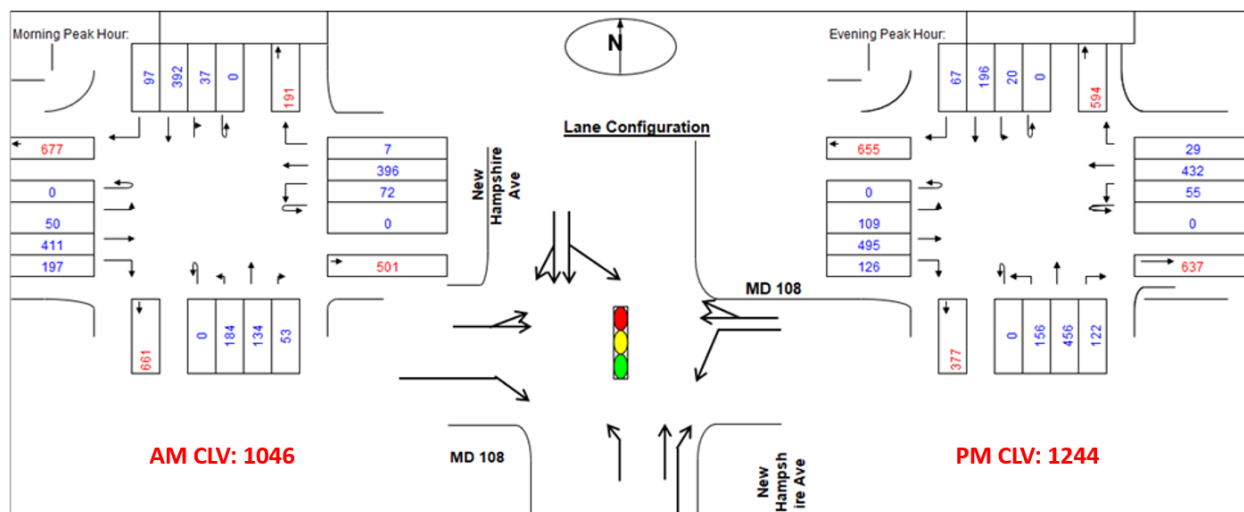 Morning Peak Hour:
97 392 37 0
191
677
0
50
411
197
7
396
72
0
501
661
0 184 134 53
AM CLV: 1046
N
Lane Configuration
New
Hampshire
Ave
MD 108
MD 108
New
Hampsh
ire Ave
Evening Peak Hour:
67 196 20 0
594
655
0
109
495
126
29
432
55
0
637
377
0 156 456 122
PM CLV: 1244